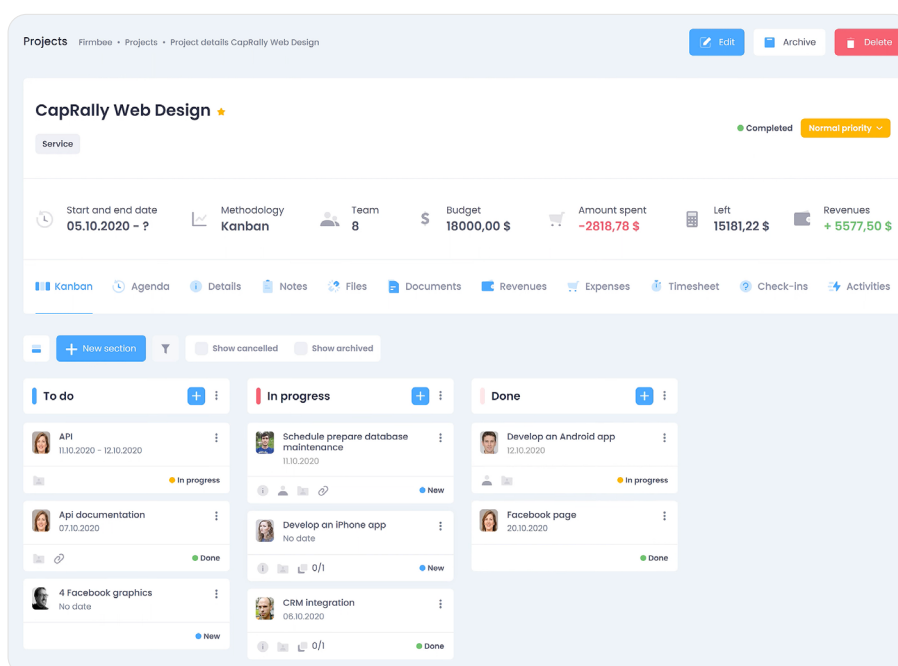 Projects Firmbee • Projects • Project details CapRally Web Design
Edit
Archive
Delete
CapRally Web Design
Service
Completed
Normal priority
Start and end date
05.10.2020 - ?
Methodology
Kanban
Team
8
Budget
18000,00 $
Amount spent
-2818,78 $
Left
15181,22 $
Revenues
+ 5577,50 $
Kanban
Agenda
Details
Notes
Files
Documents
Revenues
Expenses
Timesheet
Check-ins
Activities
New section
Show cancelled
Show archived
To do
API
11.10.2020 - 12.10.2020
In progress
Api documentation
07.10.2020
Done
4 Facebook graphics
No date
New
In progress
Schedule prepare database
maintenance
11.10.2020
New
Develop an iPhone app
No date
0/1
New
CRM integration
06.10.2020
0/1
Done
Done
Develop an Android app
12.10.2020
In progress
Facebook page
20.10.2020
Done